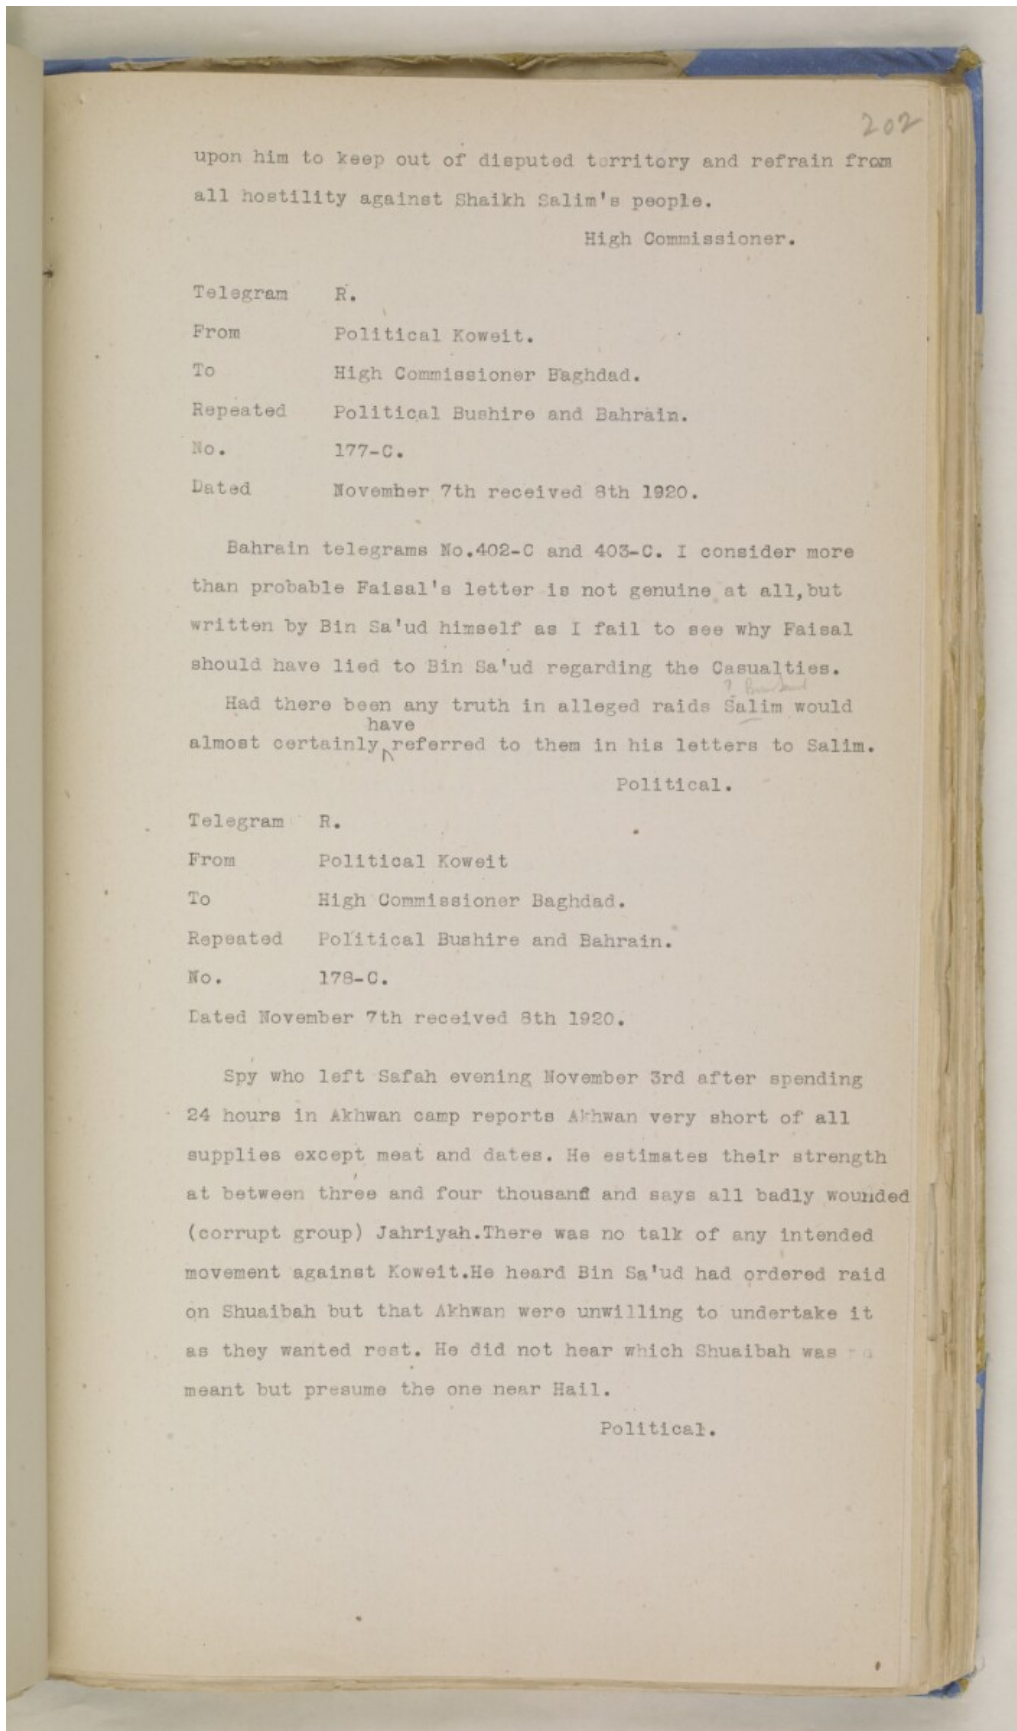 202
upon him to keep out of disputed territory and refrain from
all hostility against Shaikh Salim's people.
High Commissioner.
Telegram R.
From Political Koweit.
To High Commissioner Baghdad.
Repeated Political Bushire and Bahrain.
No. 177-C.
Dated November 7th received 8th 1920.
Bahrain telegrams No.402-C and 403-C. I consider more
than probable Faisal's letter is not genuine at all,but
written by Bin Sa'ud himself as I fail to see why Faisal
should have lied to Bin Sa'ud regarding the Casualties.
? Bin Saud
Had there been any truth in alleged raids Salim would
have
almost certainly referred to them in his letters to Salim.
Political.
Telegram R.
From Political Koweit
To High Commissioner Baghdad.
Repeated Political Bushire and Bahrain.
No. 178-C.
Dated November 7th received 8th 1920.
Spy who left Safah evening November 3rd after spending
24 hours in Akhwan camp reports Akhwan very short of all
supplies except meat and dates. He estimates their strength
at between three and four thousand and says all badly wounded
(corrupt group) Jahriyah.There was no talk of any intended
movement against Koweit.He heard Bin Sa'ud had ordered raid
on Shuaibah but that Akhwan were unwilling to undertake it
as they wanted rest. He did not hear which Shuaibah was
meant but presume the one near Hail.
Political.